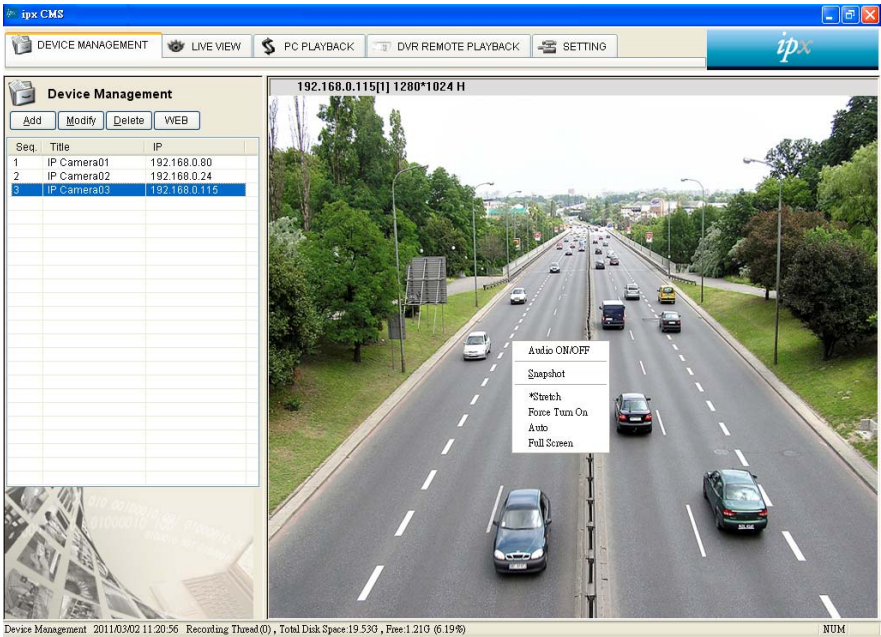 ipx CMS
DEVICE MANAGEMENT
LIVE VIEW
PC PLAYBACK
DVR REMOTE PLAYBACK
SETTING
ipx
Device Management
Add Modify Delete WEB
Seq. Title IP
1 IP Camera01 192.168.0.80
2 IP Camera02 192.168.0.24
3 IP Camera03 192.168.0.115
192.168.0.115[1] 1280*1024 H
Audio ON/OFF
Snapshot
*Stretch
Force Turn On
Auto
Full Screen
Device Management 2011/03/02 11:20:56 Recording Thread(0) , Total Disk Space:19.53G , Free:1.21G (6.19%) NUM